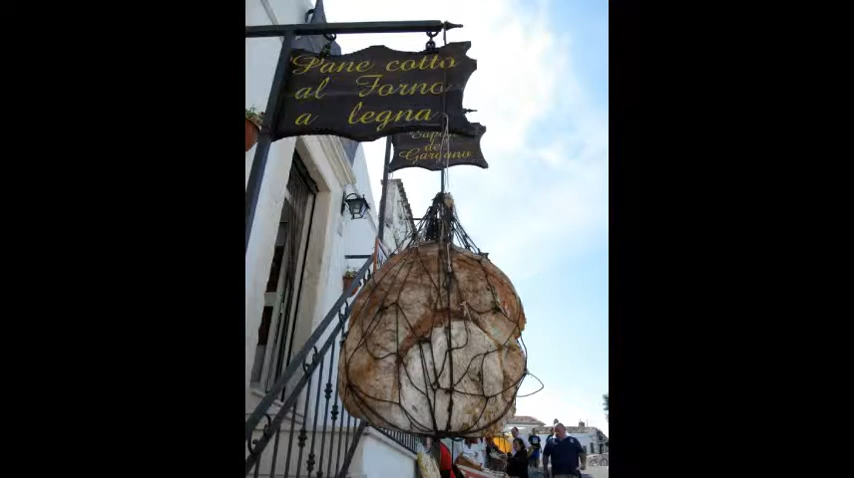 Pane cotto
al Forno
a legna
Sapori
del
Gargano